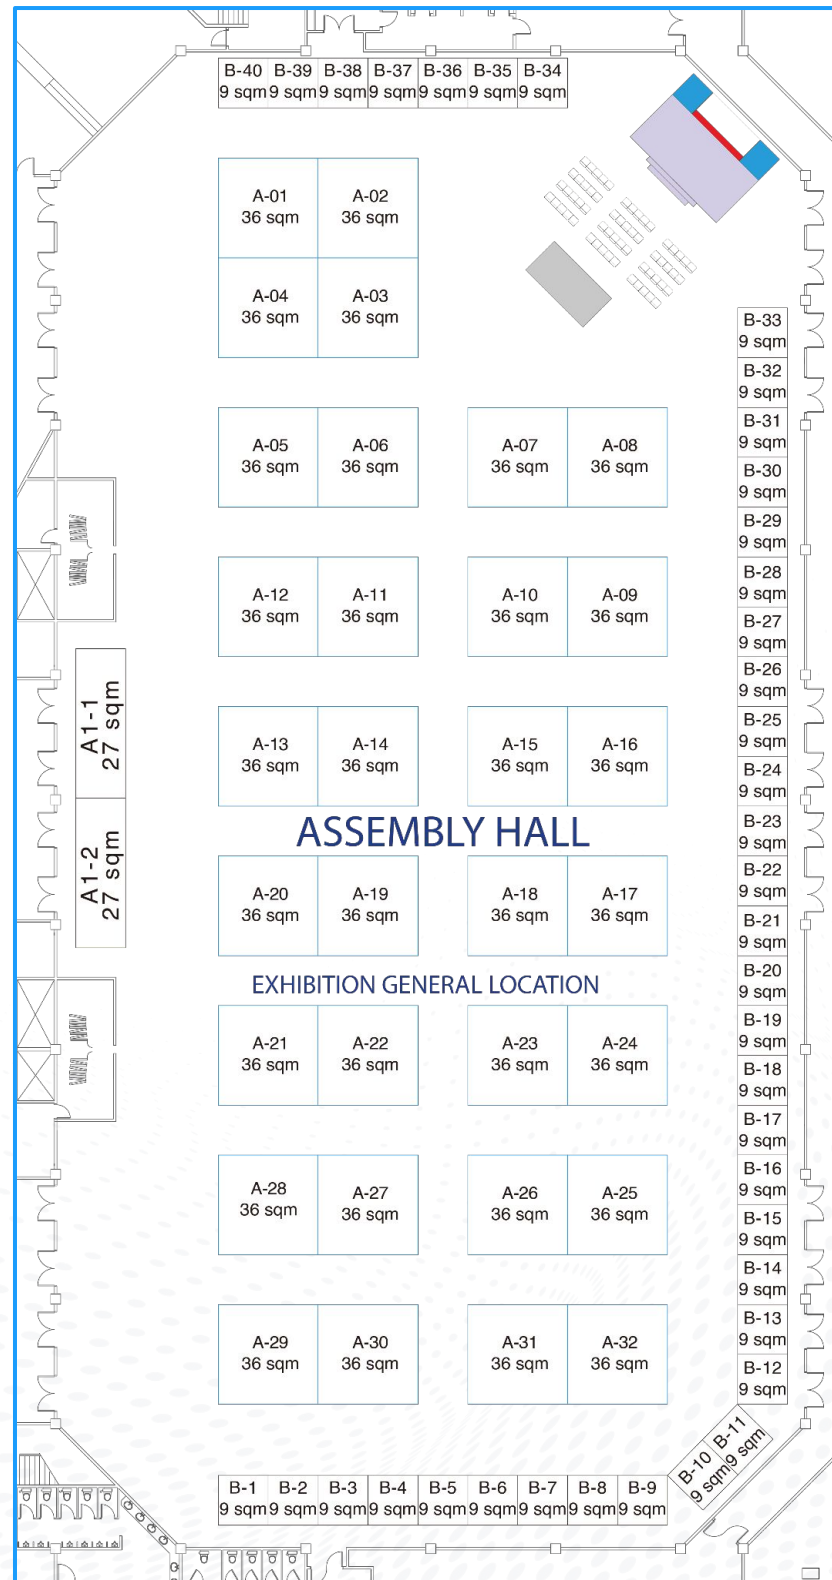 B-40 B-39 B-38 B-37 B-36 B-35 B-34
9 sqm 9 sqm 9 sqm 9 sqm 9 sqm 9 sqm 9 sqm
A-01 A-02
36 sqm 36 sqm
A-04 A-03
36 sqm 36 sqm
B-33
9 sqm
B-32
9 sqm
B-31
9 sqm
B-30
9 sqm
B-29
9 sqm
B-28
9 sqm
B-27
9 sqm
B-26
9 sqm
B-25
9 sqm
B-24
9 sqm
B-23
9 sqm
B-22
9 sqm
B-21
9 sqm
B-20
9 sqm
B-19
9 sqm
B-18
9 sqm
B-17
9 sqm
B-16
9 sqm
B-15
9 sqm
B-14
9 sqm
B-13
9 sqm
B-12
9 sqm
A-05 A-06 A-07 A-08
36 sqm 36 sqm 36 sqm 36 sqm
A-12 A-11 A-10 A-09
36 sqm 36 sqm 36 sqm 36 sqm
A1-1
27 sqm
A1-2
27 sqm
A-13 A-14 A-15 A-16
36 sqm 36 sqm 36 sqm 36 sqm
ASSEMBLY HALL
A-20 A-19 A-18 A-17
36 sqm 36 sqm 36 sqm 36 sqm
EXHIBITION GENERAL LOCATION
A-21 A-22 A-23 A-24
36 sqm 36 sqm 36 sqm 36 sqm
A-28 A-27 A-26 A-25
36 sqm 36 sqm 36 sqm 36 sqm
A-29 A-30 A-31 A-32
36 sqm 36 sqm 36 sqm 36 sqm
B-11
9 sqm
B-10
9 sqm
B-1 B-2 B-3 B-4 B-5 B-6 B-7 B-8 B-9
9 sqm 9 sqm 9 sqm 9 sqm 9 sqm 9 sqm 9 sqm 9 sqm 9 sqm